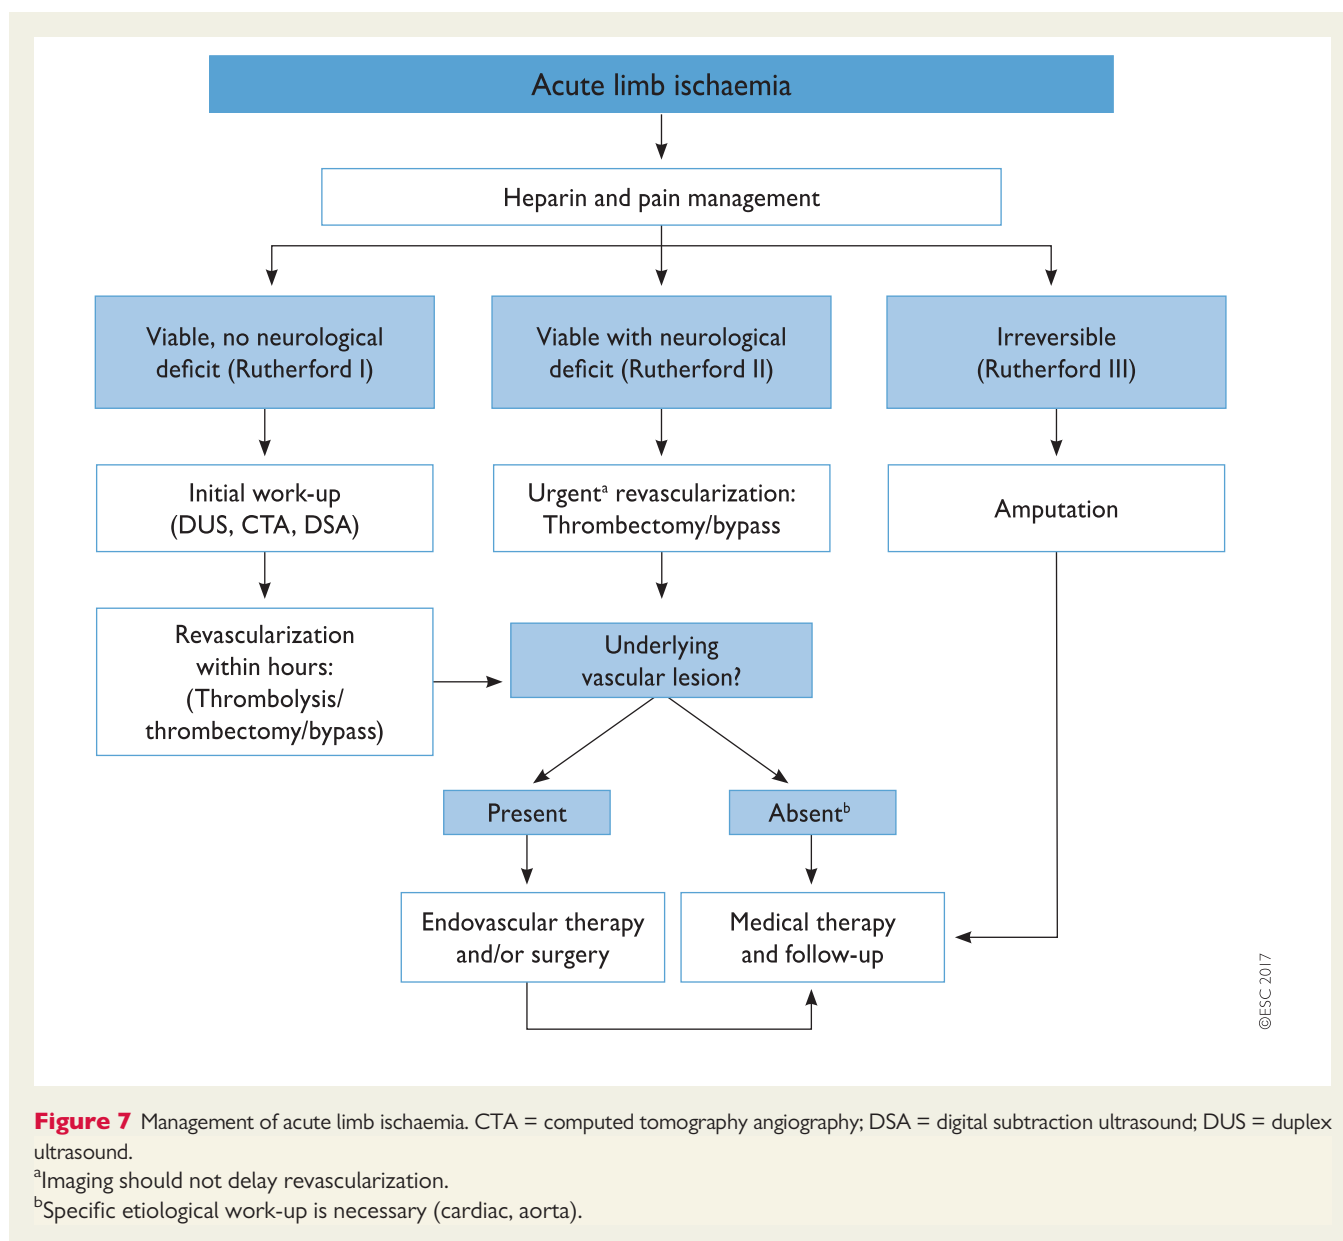 Acute limb ischaemia
Heparin and pain management
Viable, no neurological
deficit (Rutherford I)
Viable with neurological
deficit (Rutherford II)
Irreversible
(Rutherford III)
Initial work-up
(DUS, CTA, DSA)
Urgentᵃ revascularization:
Thrombectomy/bypass
Amputation
Revascularization
within hours:
(Thrombolysis/
thrombectomy/bypass)
Underlying
vascular lesion?
Present
Absentᵇ
Endovascular therapy
and/or surgery
Medical therapy
and follow-up
©ESC 2017
Figure 7 Management of acute limb ischaemia. CTA = computed tomography angiography; DSA = digital subtraction ultrasound; DUS = duplex
ultrasound.
ᵃImaging should not delay revascularization.
ᵇSpecific etiological work-up is necessary (cardiac, aorta).